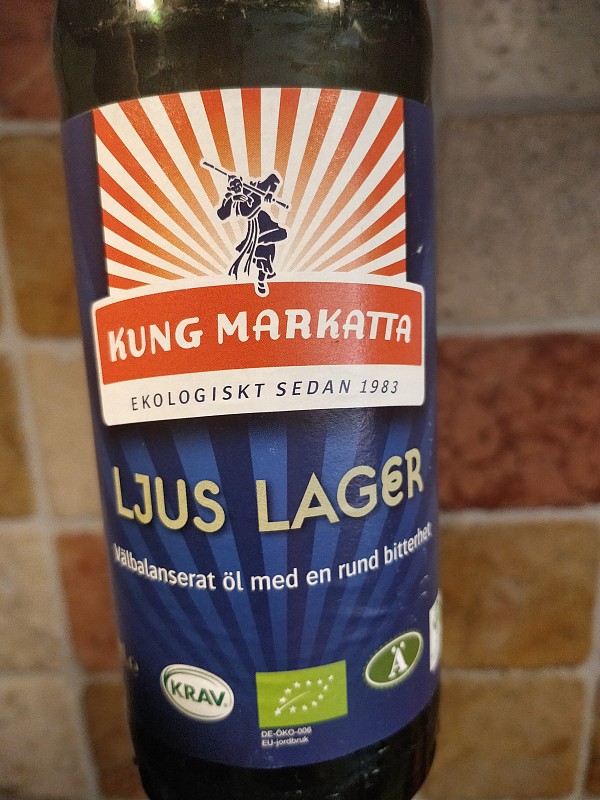 KUNG MARKATTA
EKOLOGISKT SEDAN 1983
LJUS LAGER
Välbalanserat öl med en rund bitterhet
KRAV
Ä
DE-ÖKO-006
EU-jordbruk